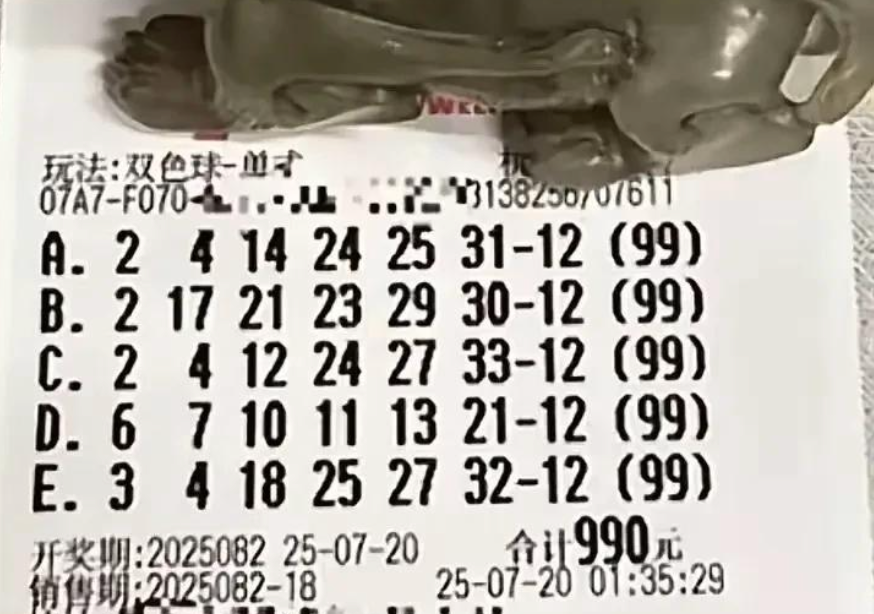 玩法:双色球-单
07A7-F070
A. 2 4 14 24 25 31-12 (99)
B. 2 17 21 23 29 30-12 (99)
C. 2 4 12 24 27 33-12 (99)
D. 6 7 10 11 13 21-12 (99)
E. 3 4 18 25 27 32-12 (99)
开奖期:2025082 25-07-20 合计990元
销售期:2025082-18 25-07-20 01:35:29